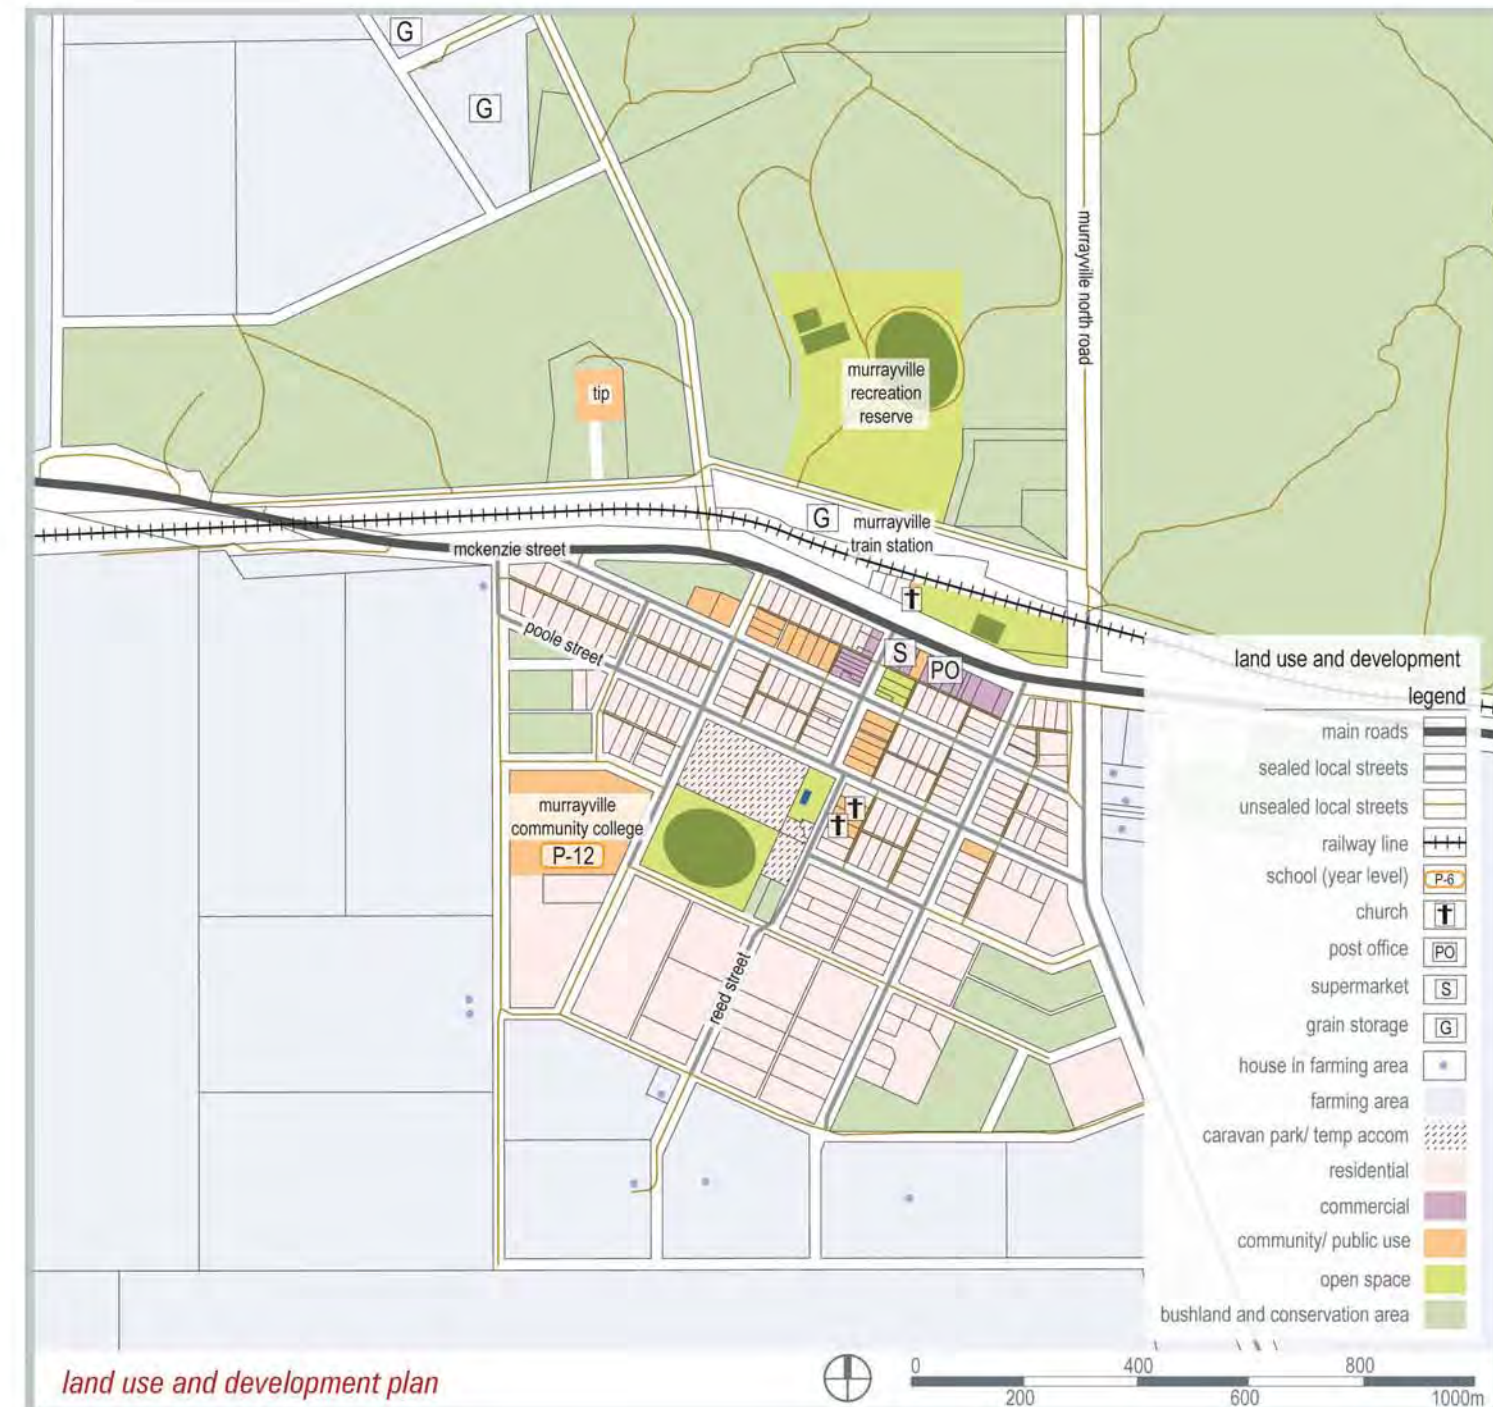 G
G
murrayville north road
tip
murrayville
recreation
reserve
G
murrayville
train station
mckenzie street
poole street
S
PO
murrayville
community college
P-12
reed street
land use and development
legend
main roads
sealed local streets
unsealed local streets
railway line
school (year level)
P-6
church
post office
PO
supermarket
S
grain storage
G
house in farming area
farming area
caravan park/ temp accom
residential
commercial
community/ public use
open space
bushland and conservation area
land use and development plan
0
400
800
200
600
1000m